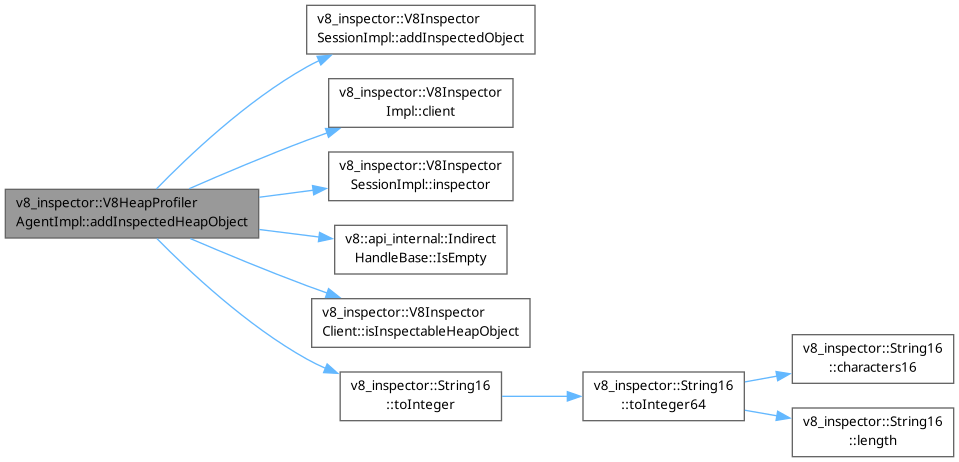 v8_inspector::V8Inspector
SessionImpl::addInspectedObject
v8_inspector::V8Inspector
Impl::client
v8_inspector::V8Inspector
SessionImpl::inspector
v8_inspector::V8HeapProfiler
AgentImpl::addInspectedHeapObject
v8::api_internal::Indirect
HandleBase::IsEmpty
v8_inspector::V8Inspector
Client::isInspectableHeapObject
v8_inspector::String16
::toInteger
v8_inspector::String16
::toInteger64
v8_inspector::String16
::characters16
v8_inspector::String16
::length